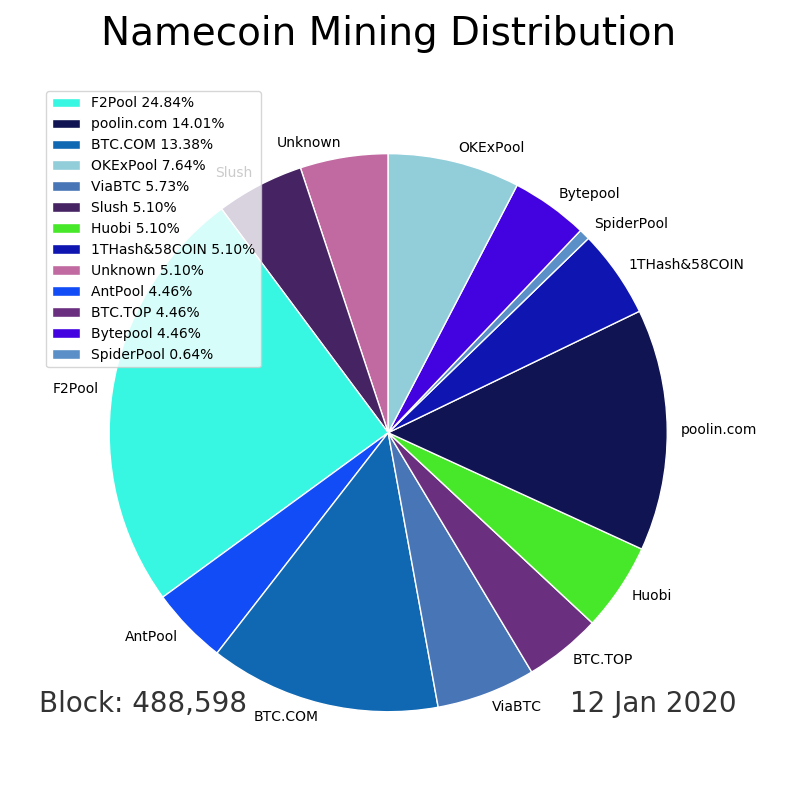 Namecoin Mining Distribution
F2Pool 24.84%
poolin.com 14.01%
BTC.COM 13.38%
OKExPool 7.64%
ViaBTC 5.73%
Slush 5.10%
Huobi 5.10%
1THash&58COIN 5.10%
Unknown 5.10%
AntPool 4.46%
BTC.TOP 4.46%
Bytepool 4.46%
SpiderPool 0.64%
Unknown
OKExPool
Slush
Bytepool
SpiderPool
1THash&58COIN
F2Pool
poolin.com
Huobi
AntPool
BTC.TOP
Block: 488,598
BTC.COM
ViaBTC
12 Jan 2020